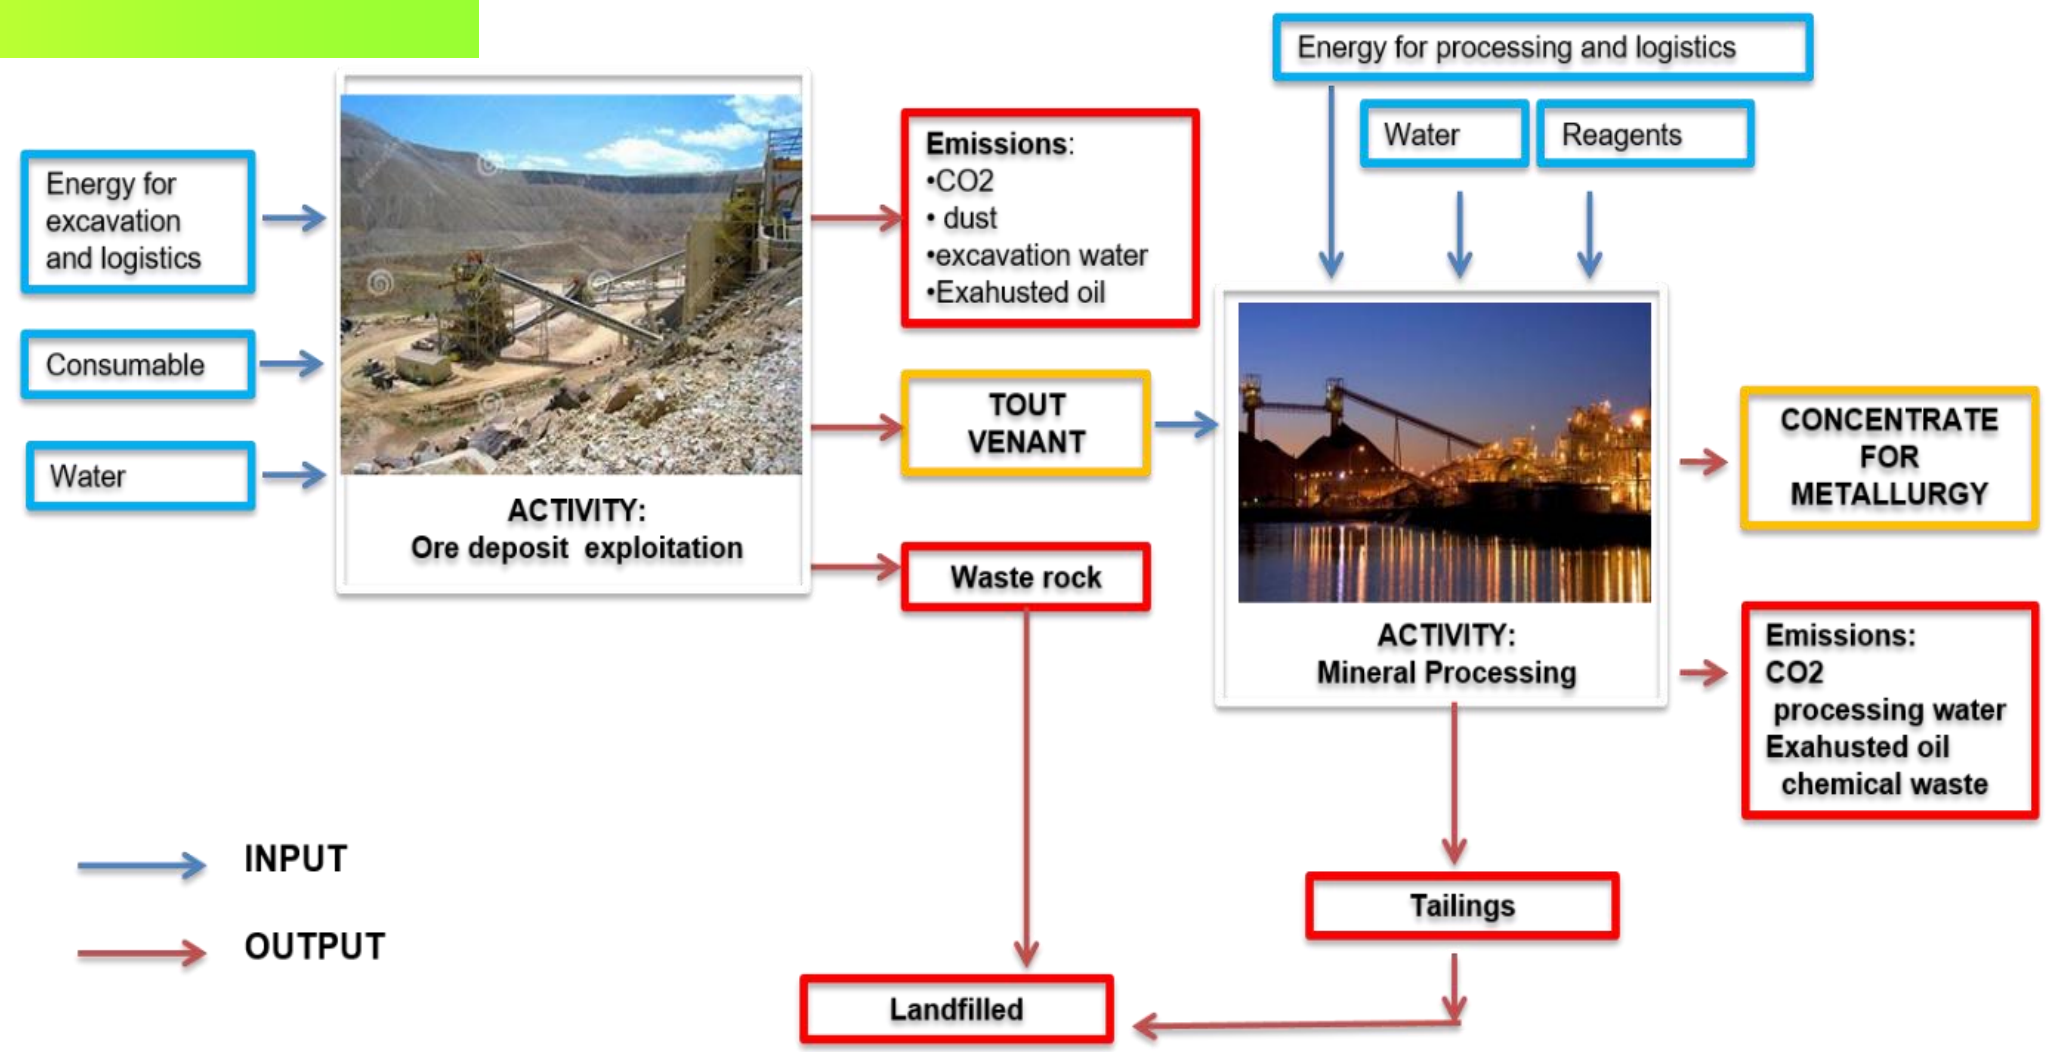 Energy for processing and logistics
Water
Reagents
Energy for
excavation
and logistics
Consumable
Water
ACTIVITY:
Ore deposit exploitation
Emissions:
•CO2
• dust
•excavation water
•Exahusted oil
TOUT
VENANT
Waste rock
ACTIVITY:
Mineral Processing
CONCENTRATE
FOR
METALLURGY
Emissions:
CO2
processing water
Exahusted oil
chemical waste
Tailings
Landfilled
INPUT
OUTPUT